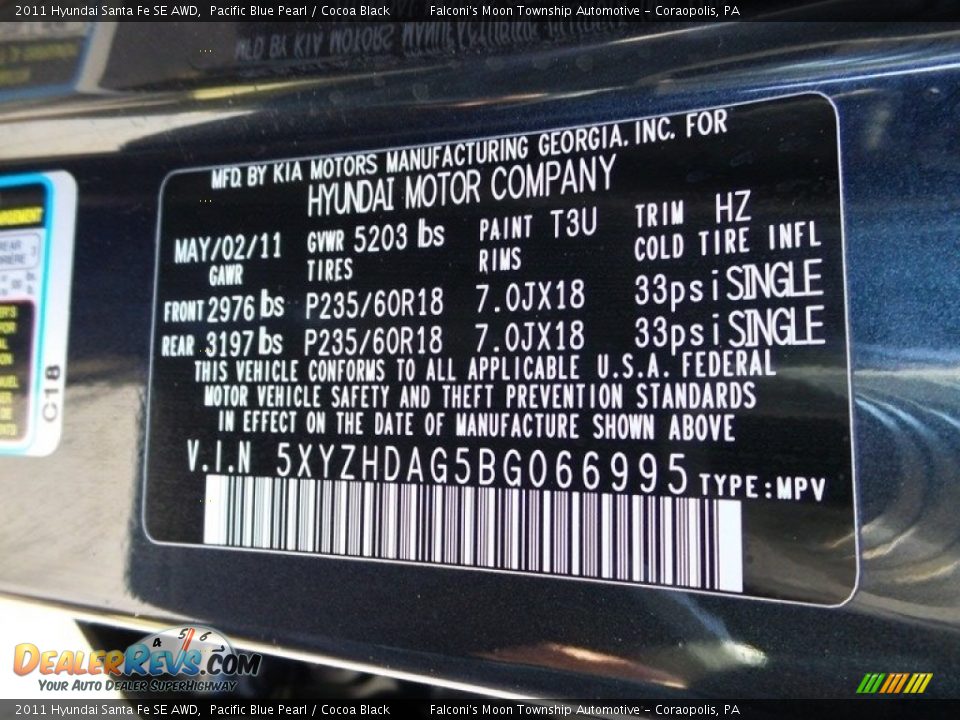 2011 Hyundai Santa Fe SE AWD, Pacific Blue Pearl / Cocoa Black Falconi's Moon Township Automotive - Coraopolis, PA
MFD. BY KIA MOTORS MANUFACTURING GEORGIA, INC. FOR
HYUNDAI MOTOR COMPANY
MAY/02/11 GVWR 5203 lbs PAINT T3U TRIM HZ
GAWR TIRES RIMS COLD TIRE INFL
FRONT 2976 lbs P235/60R18 7.0JX18 33psi SINGLE
REAR 3197 lbs P235/60R18 7.0JX18 33psi SINGLE
THIS VEHICLE CONFORMS TO ALL APPLICABLE U.S.A. FEDERAL
MOTOR VEHICLE SAFETY AND THEFT PREVENTION STANDARDS
IN EFFECT ON THE DATE OF MANUFACTURE SHOWN ABOVE
V.I.N 5XYZHDAG5BG066995 TYPE:MPV
C18
4 5 6
DEALERREVS.COM
YOUR AUTO DEALER SUPERHIGHWAY
2011 Hyundai Santa Fe SE AWD, Pacific Blue Pearl / Cocoa Black Falconi's Moon Township Automotive - Coraopolis, PA